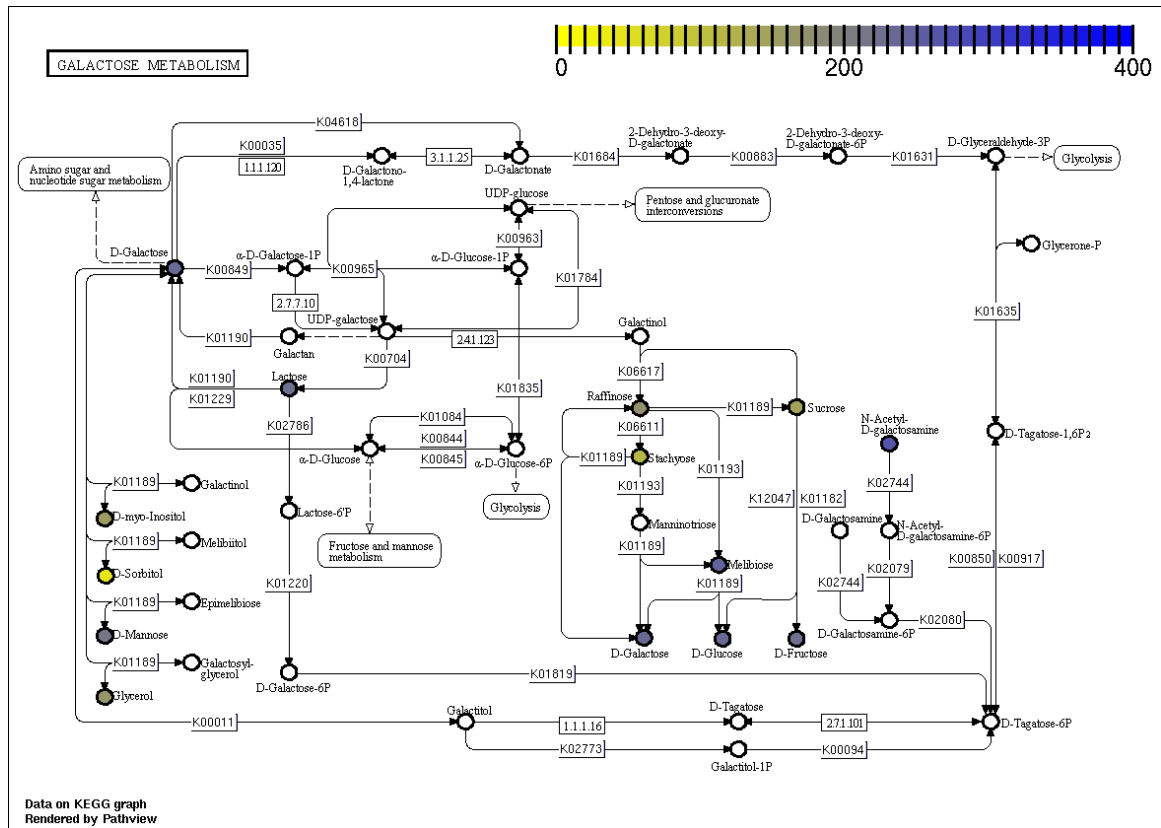 GALACTOSE METABOLISM
0 200 400
K04618
K00035
1.1.1.120
D-Galactono-
1,4-lactone
3.1.1.25
D-Galactonate
K01684
2-Dehydro-3-deoxy-
D-galactonate
K00883
2-Dehydro-3-deoxy-
D-galactonate-6P
K01631
D-Glyceraldehyde-3P
Glycolysis
Amino sugar and
nucleotide sugar metabolism
UDP-glucose
Pentose and glucuronate
interconversions
K00963
D-Galactose
K00849
α-D-Galactose-1P
K00965
α-D-Glucose-1P
K01784
Glycerone-P
2.7.7.10
UDP-galactose
K01190
Galactan
2.4.1.123
Galactinol
K01635
K00704
K01190
K01229
Lactose
K01835
K06617
Raffinose
K01189
Sucrose
K02786
K01084
K00844
K00845
α-D-Glucose
α-D-Glucose-6P
K06611
K01189
Stachyose
K01193
K01193
N-Acetyl-
D-galactosamine
D-Tagatose-1,6P2
K01189
Galactinol
D-myo-Inositol
Lactose-6'P
Glycolysis
Fructose and mannose
metabolism
Manninotriose
K01189
K12047
K01182
K02744
D-Galactosamine
N-Acetyl-
D-galactosamine-6P
K01189
Melibiitol
D-Sorbitol
Melibiose
K01189
K02744
K02079
K00850
K00917
K01220
K01189
Epimelibiose
D-Mannose
D-Galactose
D-Glucose
D-Fructose
D-Galactosamine-6P
K02080
K01189
Galactosyl-
glycerol
Glycerol
D-Galactose-6P
K01819
K00011
Galactitol
1.1.1.16
D-Tagatose
2.7.1.101
D-Tagatose-6P
K02773
Galactitol-1P
K00094
Data on KEGG graph
Rendered by Pathview